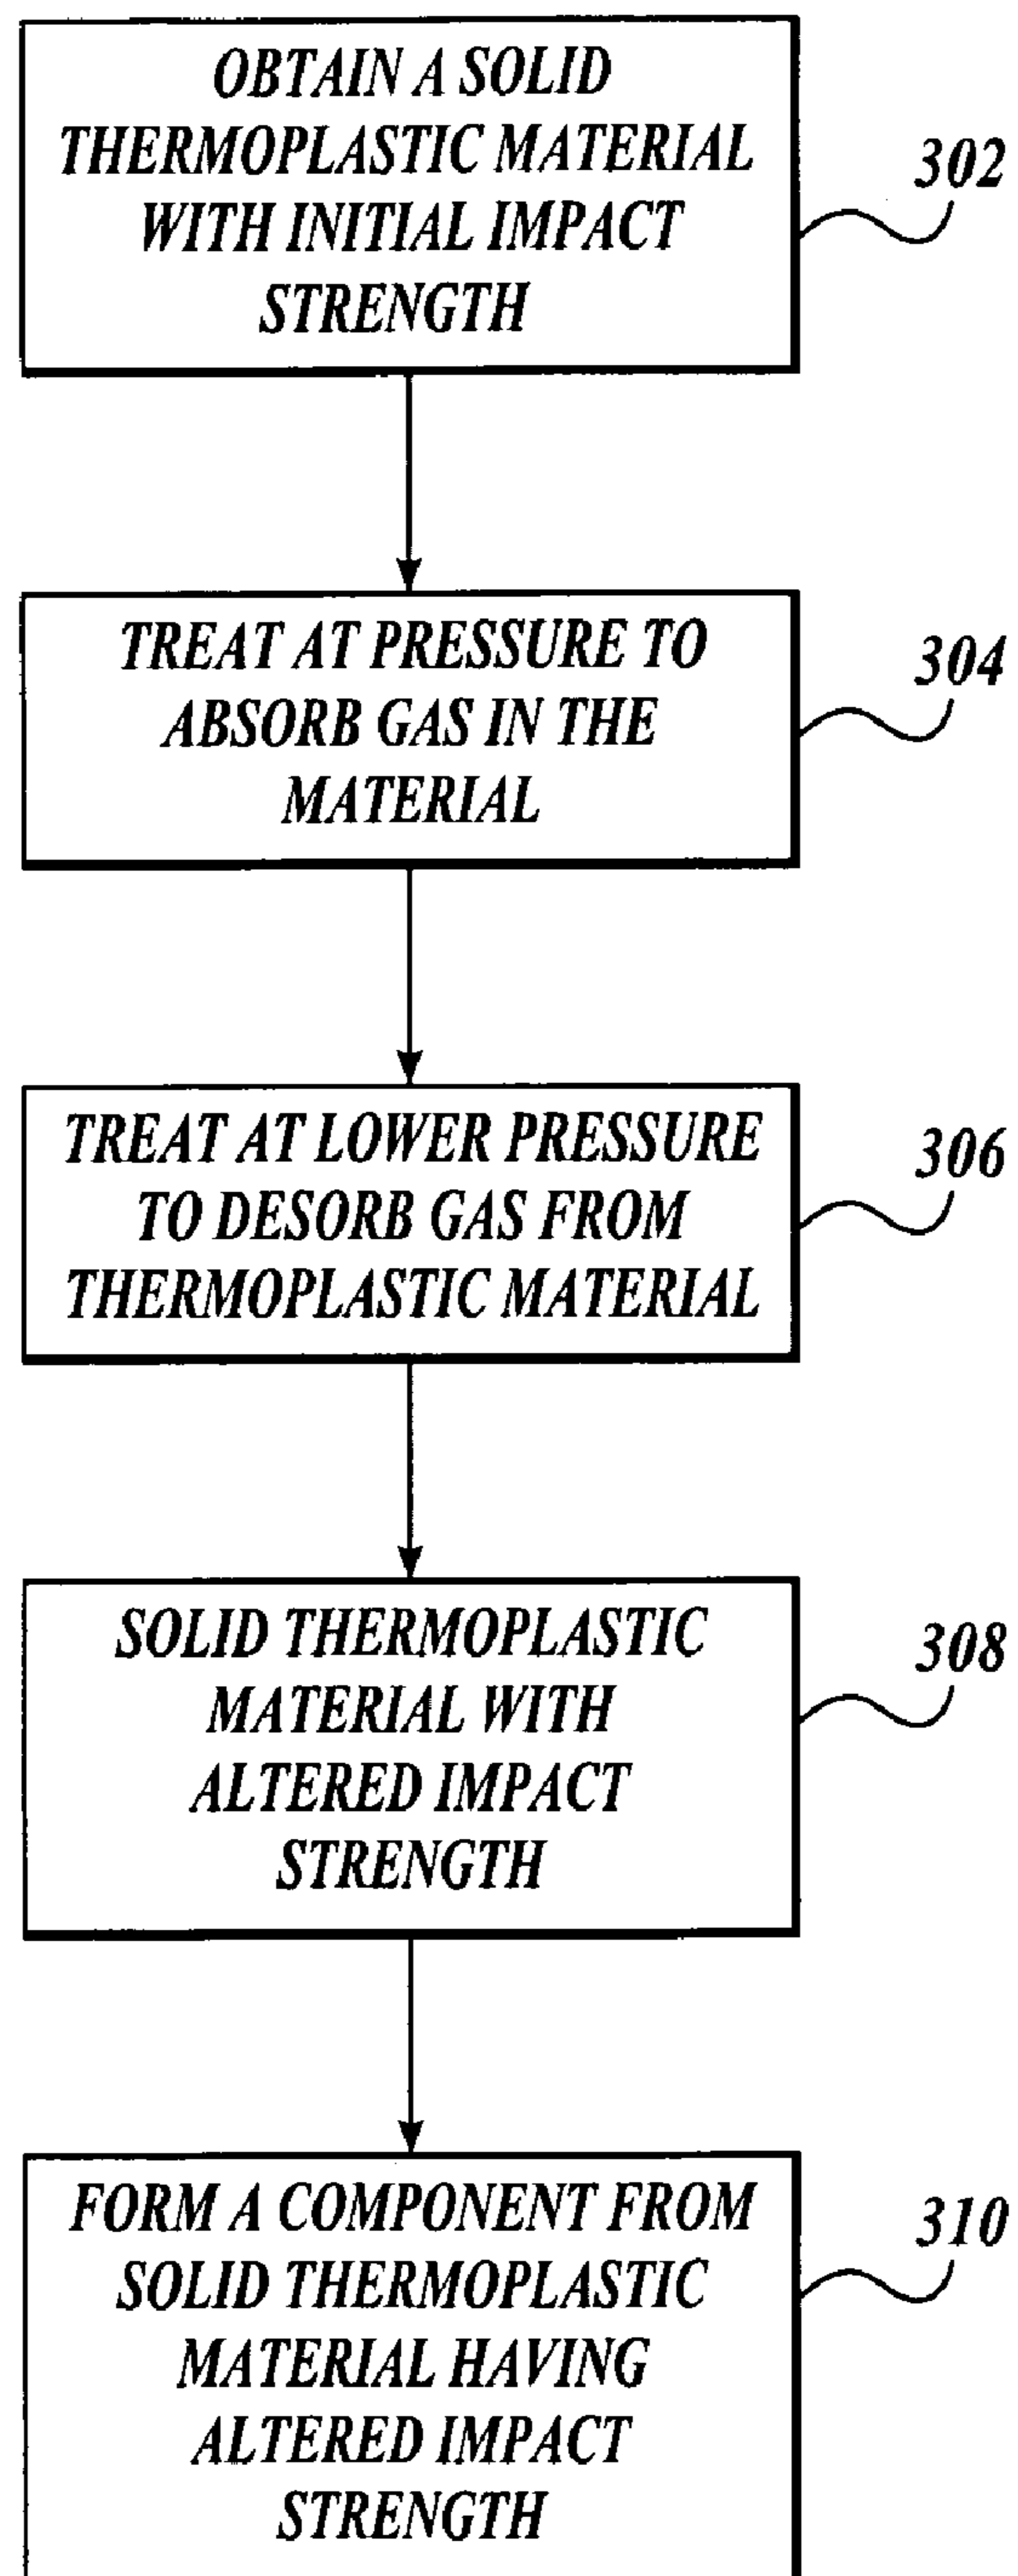 OBTAIN A SOLID
THERMOPLASTIC MATERIAL
WITH INITIAL IMPACT
STRENGTH
302
TREAT AT PRESSURE TO
ABSORB GAS IN THE
MATERIAL
304
TREAT AT LOWER PRESSURE
TO DESORB GAS FROM
THERMOPLASTIC MATERIAL
306
SOLID THERMOPLASTIC
MATERIAL WITH
ALTERED IMPACT
STRENGTH
308
FORM A COMPONENT FROM
SOLID THERMOPLASTIC
MATERIAL HAVING
ALTERED IMPACT
STRENGTH
310